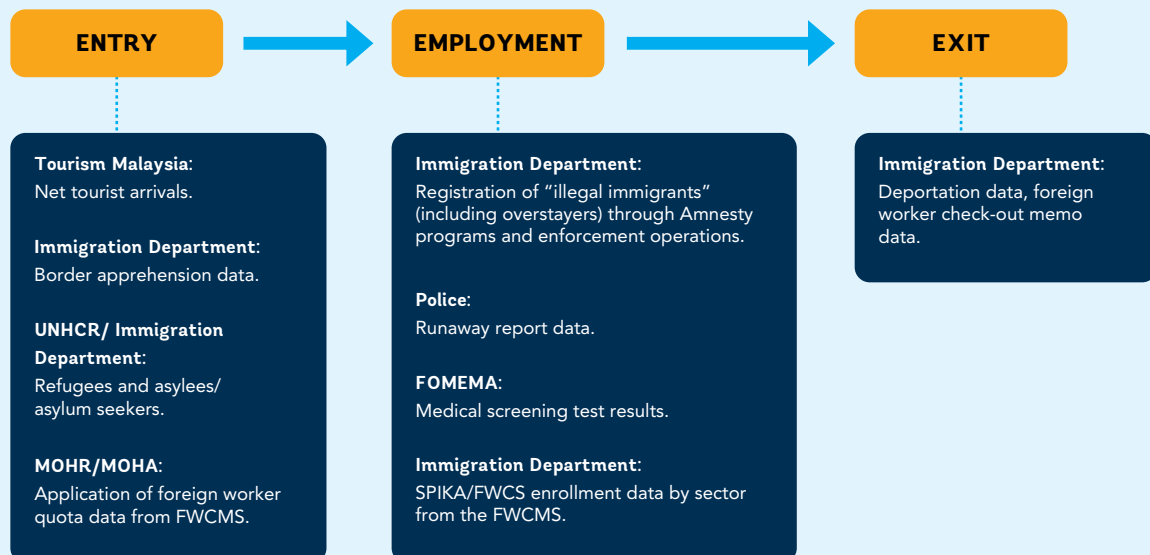 ENTRY
EMPLOYMENT
EXIT
Tourism Malaysia:
Net tourist arrivals.
Immigration Department:
Border apprehension data.
UNHCR/ Immigration
Department:
Refugees and asylees/
asylum seekers.
MOHR/MOHA:
Application of foreign worker
quota data from FWCMS.
Immigration Department:
Registration of “illegal immigrants”
(including overstayers) through Amnesty
programs and enforcement operations.
Police:
Runaway report data.
FOMEMA:
Medical screening test results.
Immigration Department:
SPIKA/FWCS enrollment data by sector
from the FWCMS.
Immigration Department:
Deportation data, foreign
worker check-out memo
data.